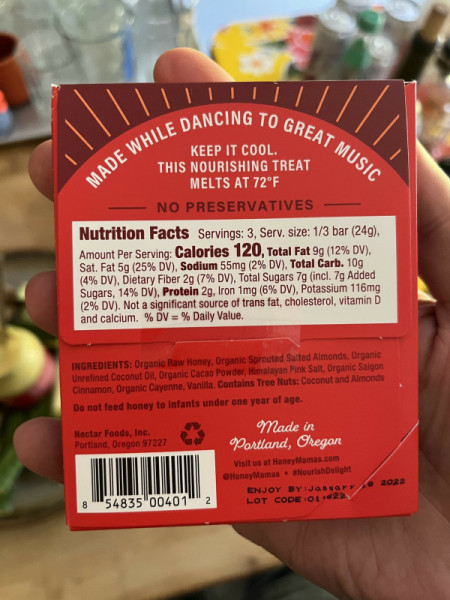 MADE WHILE DANCING TO GREAT MUSIC
KEEP IT COOL.
THIS NOURISHING TREAT
MELTS AT 72°F
NO PRESERVATIVES
Nutrition Facts Servings: 3, Serv. size: 1/3 bar (24g),
Amount Per Serving: Calories 120, Total Fat 9g (12% DV),
Sat. Fat 5g (25% DV), Sodium 55mg (2% DV), Total Carb. 10g
(4% DV), Dietary Fiber 2g (7% DV), Total Sugars 7g (incl. 7g Added
Sugars, 14% DV), Protein 2g, Iron 1mg (6% DV), Potassium 116mg
(2% DV). Not a significant source of trans fat, cholesterol, vitamin D
and calcium. % DV = % Daily Value.
INGREDIENTS: Organic Raw Honey, Organic Sprouted Salted Almonds, Organic
Unrefined Coconut Oil, Organic Cacao Powder, Himalayan Pink Salt, Organic Saigon
Cinnamon, Organic Cayenne, Vanilla. Contains Tree Nuts: Coconut and Almonds
Do not feed honey to infants under one year of age.
Nectar Foods, Inc.
Portland, Oregon 97227
Made in
Portland, Oregon
Visit us at HoneyMamas.com
@HoneyMamas • #NourishDelight
ENJOY BY: 2022
LOT CODE:
8 54835 00401 2